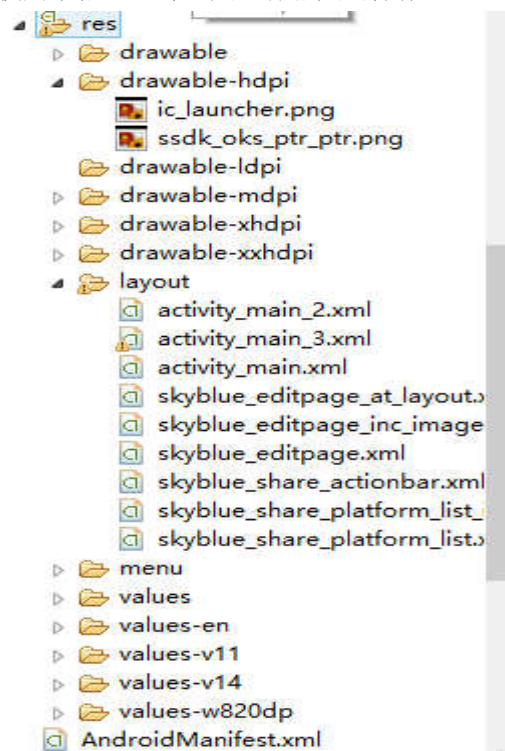 res
drawable
drawable-hdpi
ic_launcher.png
ssdk_oks_ptr_ptr.png
drawable-ldpi
drawable-mdpi
drawable-xhdpi
drawable-xxhdpi
layout
activity_main_2.xml
activity_main_3.xml
activity_main.xml
skyblue_editpage_at_layout.x
skyblue_editpage_inc_image
skyblue_editpage.xml
skyblue_share_actionbar.xml
skyblue_share_platform_list_
skyblue_share_platform_list.x
menu
values
values-en
values-v11
values-v14
values-w820dp
AndroidManifest.xml